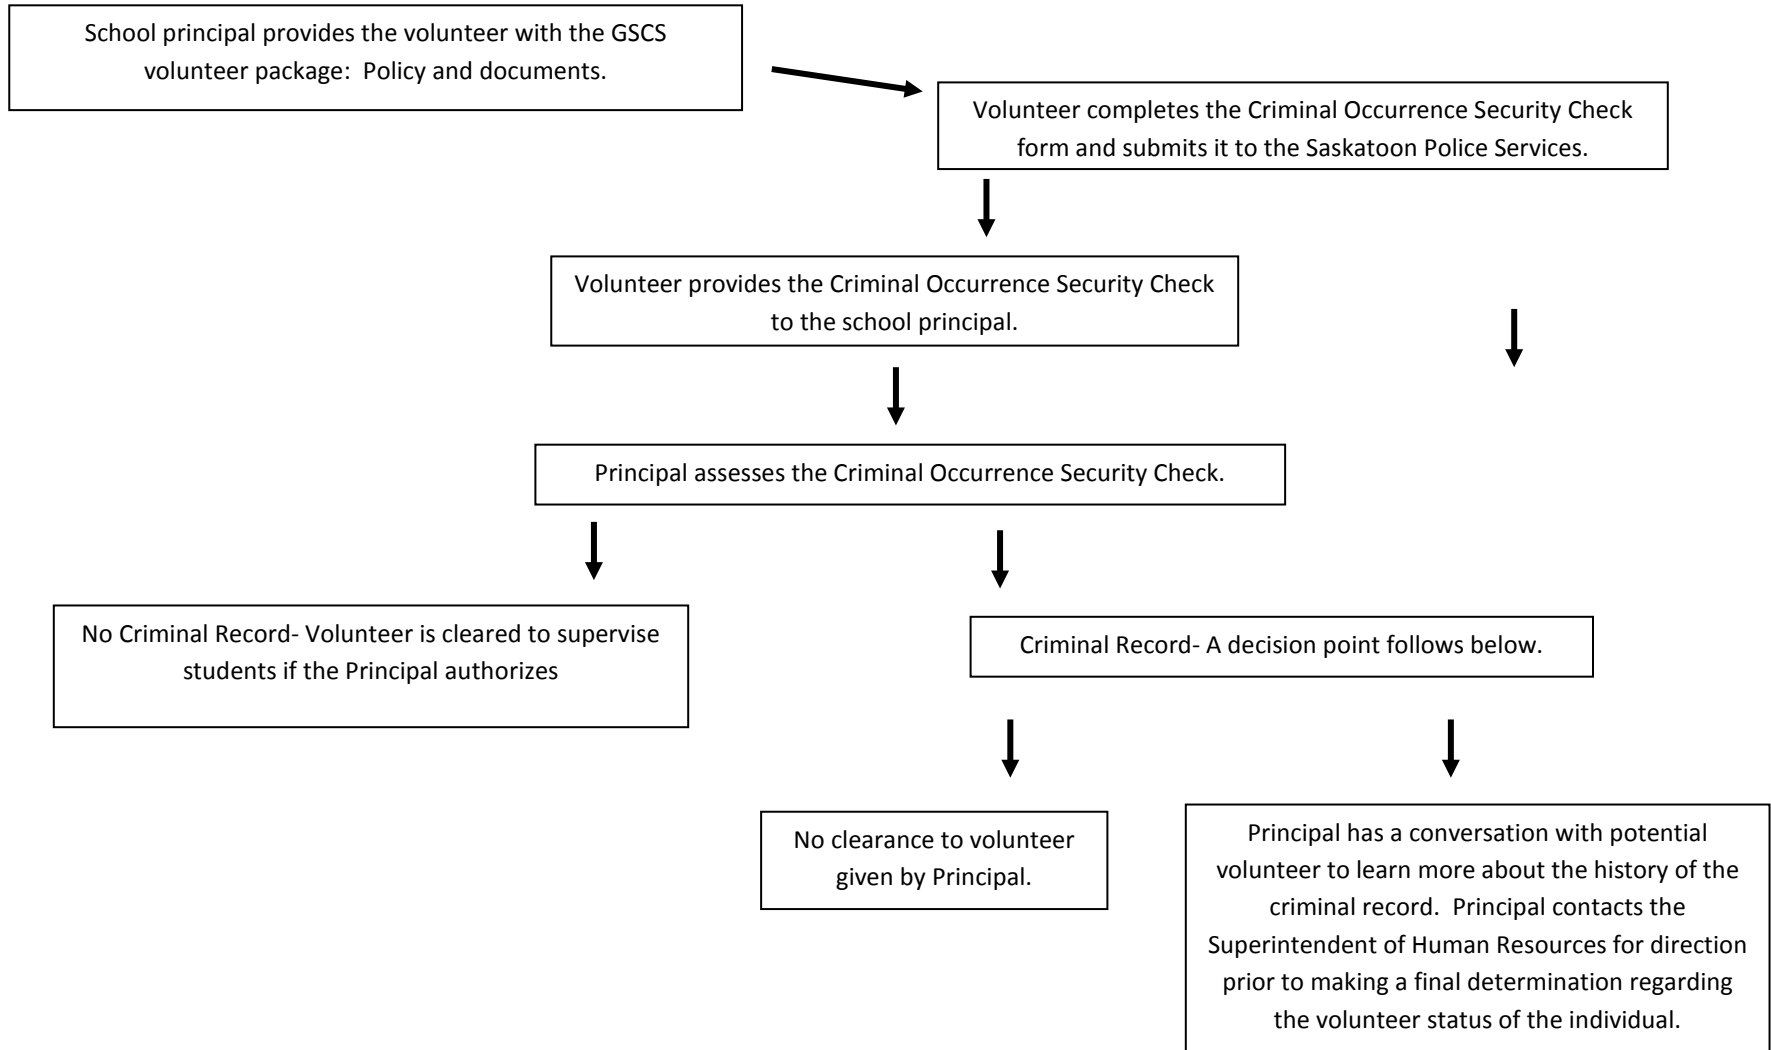 School principal provides the volunteer with the GSCS
volunteer package:  Policy and documents.
Volunteer completes the Criminal Occurrence Security Check
form and submits it to the Saskatoon Police Services.
Volunteer provides the Criminal Occurrence Security Check
to the school principal.
Principal assesses the Criminal Occurrence Security Check.
No Criminal Record- Volunteer is cleared to supervise
students if the Principal authorizes
Criminal Record- A decision point follows below.
No clearance to volunteer
given by Principal.
Principal has a conversation with potential
volunteer to learn more about the history of the
criminal record.  Principal contacts the
Superintendent of Human Resources for direction
prior to making a final determination regarding
the volunteer status of the individual.